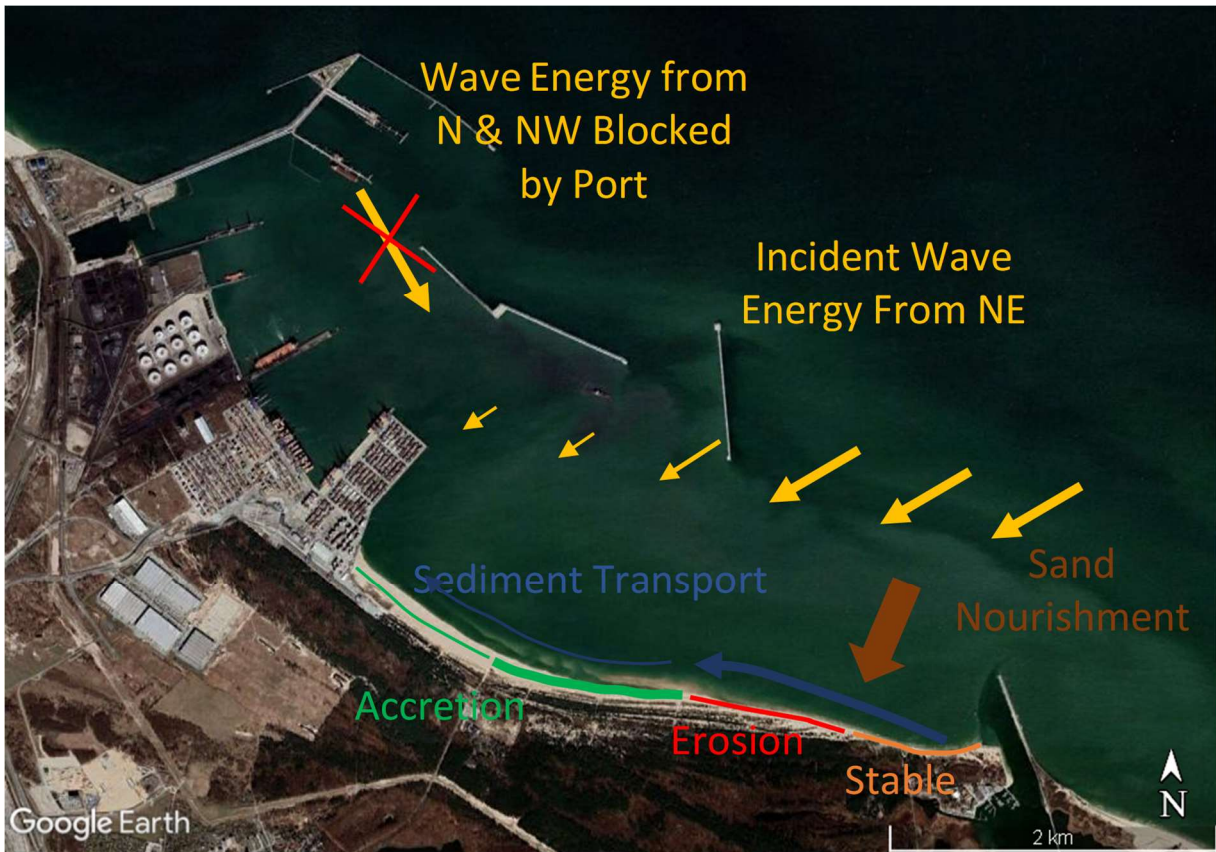 Wave Energy from
N & NW Blocked
by Port
Incident Wave
Energy From NE
Sand
Nourishment
Sediment Transport
Accretion
Erosion
Stable
N
Google Earth
2 km